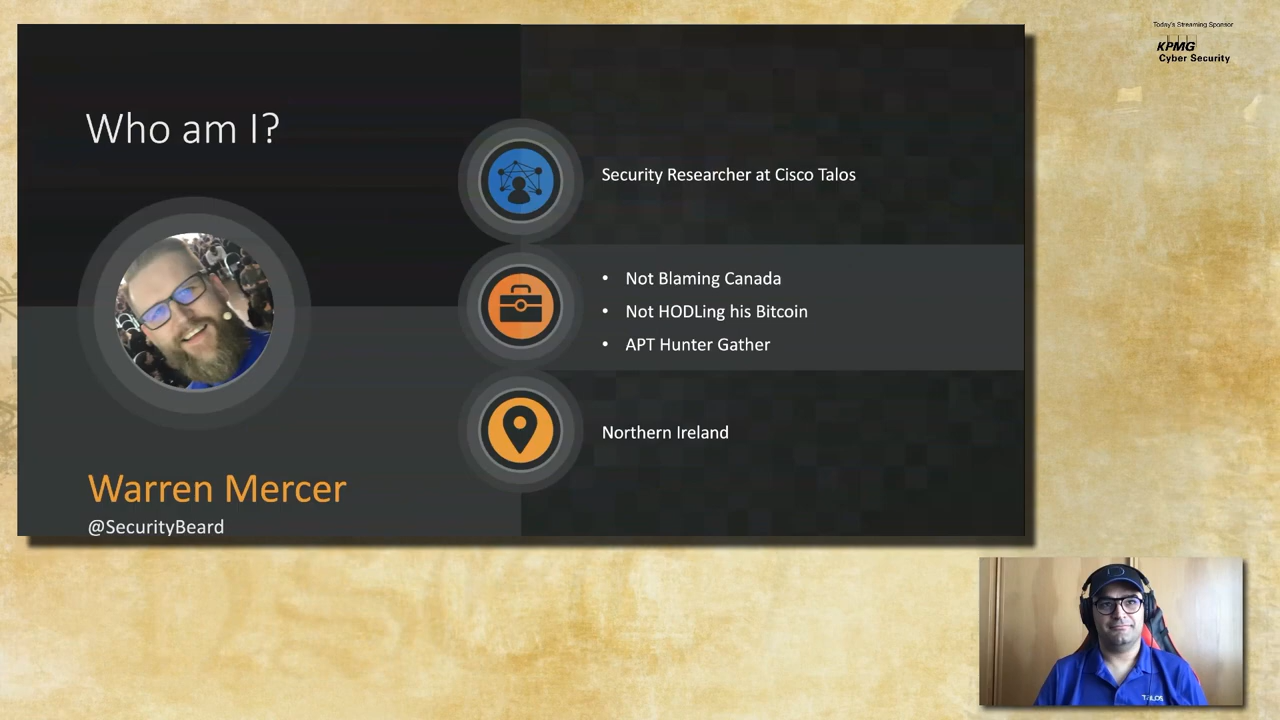 Today's Streaming Sponsor
KPMG
Cyber Security
Who am I?
Security Researcher at Cisco Talos
• Not Blaming Canada
• Not HODLing his Bitcoin
• APT Hunter Gather
Northern Ireland
Warren Mercer
@SecurityBeard
TALOS